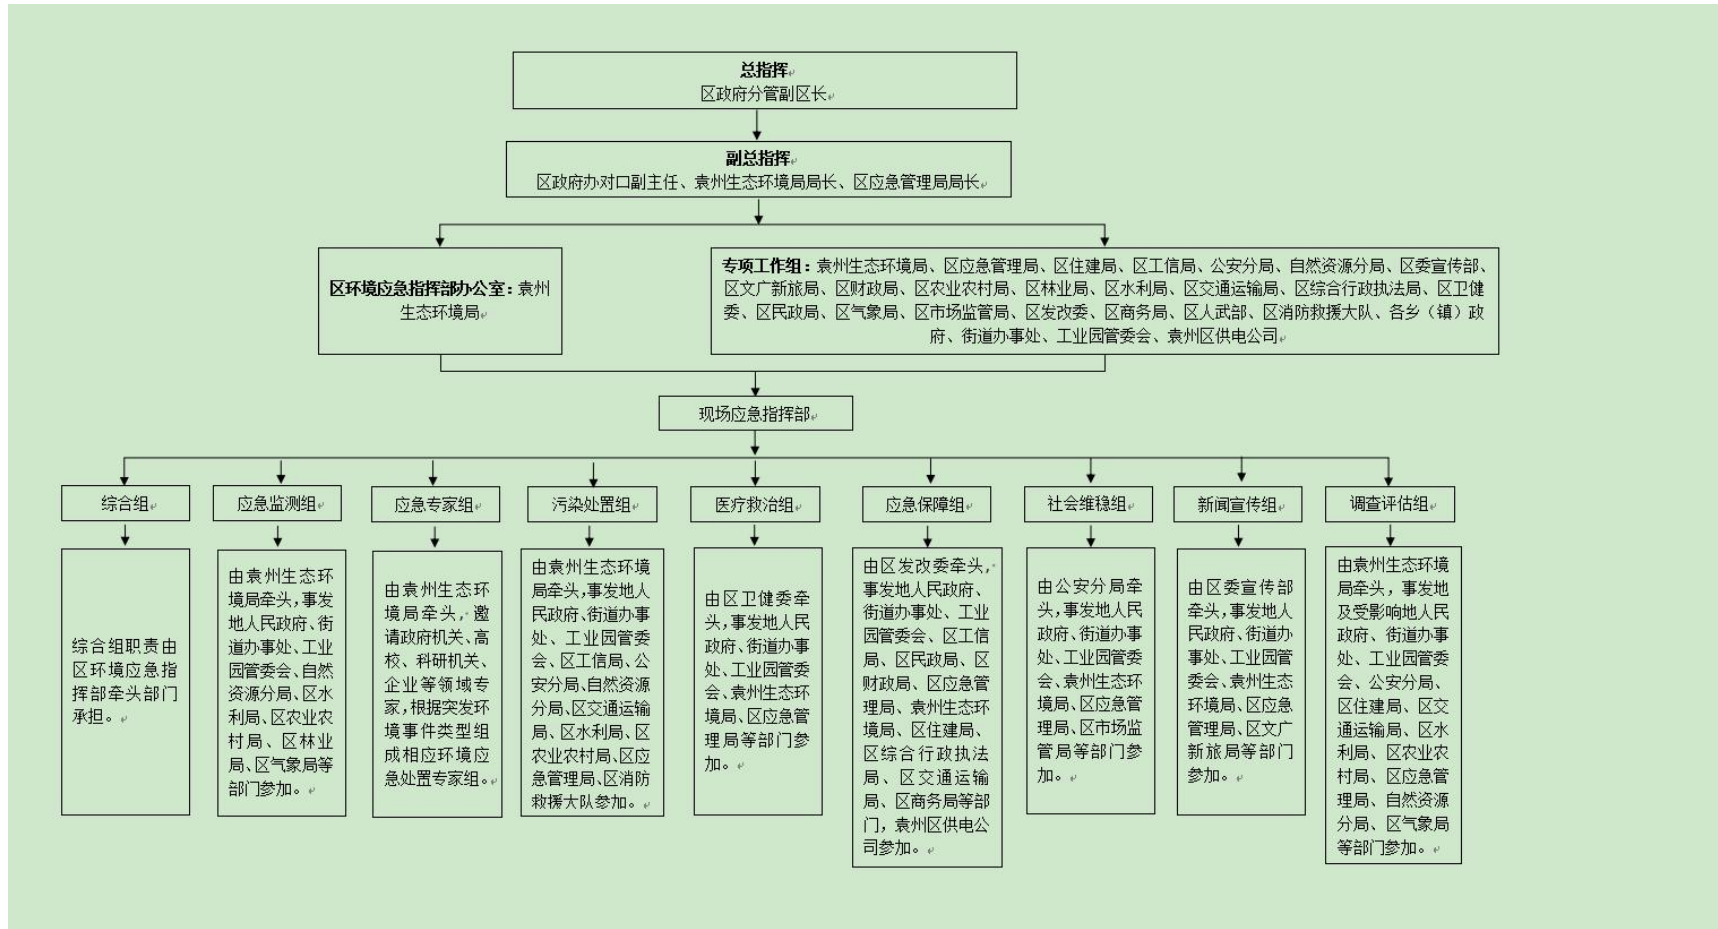 总指挥
区政府分管副区长
副总指挥
区政府办对口副主任、袁州生态环境局局长、区应急管理局局长
区环境应急指挥部办公室：袁州
生态环境局
专项工作组：袁州生态环境局、区应急管理局、区住建局、区工信局、公安分局、自然资源分局、区委宣传部、
区文广新旅局、区财政局、区农业农村局、区林业局、区水利局、区交通运输局、区综合行政执法局、区卫健
委、区民政局、区气象局、区市场监管局、区发改委、区商务局、区人武部、区消防救援大队、各乡（镇）政
府、街道办事处、工业园管委会、袁州区供电公司
现场应急指挥部
综合组
应急监测组
应急专家组
污染处置组
医疗救治组
应急保障组
社会维稳组
新闻宣传组
调查评估组
综合组职责由
区环境应急指
挥部牵头部门
承担。
由袁州生态环
境局牵头,事发
地人民政府、街
道办事处、工业
园管委会、自然
资源分局、区水
利局、区农业农
村局、区林业
局、区气象局等
部门参加。
由袁州生态环
境局牵头，邀
请政府机关、高
校、科研机关、
企业等领域专
家,根据突发环
境事件类型组
成相应环境应
急处置专家组。
由袁州生态环境
局牵头,事发地人
民政府、街道办事
处、工业园管委
会、区工信局、公
安分局、自然资源
分局、区交通运输
局、区水利局、区
农业农村局、区应
急管理局、区消防
救援大队参加。
由区卫健委牵
头,事发地人民
政府、街道办事
处、工业园管委
会、袁州生态环
境局、区应急管
理局等部门参
加。
由区发改委牵头，
事发地人民政府、
街道办事处、工业
园管委会、区工信
局、区民政局、区
财政局、区应急管
理局、袁州生态环
境局、区住建局、
区综合行政执法
局、区交通运输
局、区商务局等部
门，袁州区供电公
司参加。
由公安分局牵
头,事发地人民
政府、街道办事
处、工业园管委
会、袁州生态环
境局、区应急管
理局、区市场监
管局等部门参
加。
由区委宣传部
牵头,事发地人
民政府、街道办
事处、工业园管
委会、袁州生态
环境局、区应急
管理局、区文广
新旅局等部门
参加。
由袁州生态环境
局牵头，事发地
及受影响地人民
政府、街道办事
处、工业园管委
会、公安分局、
区住建局、区交
通运输局、区水
利局、区农业农
村局、区应急管
理局、自然资源
分局、区气象局
等部门参加。